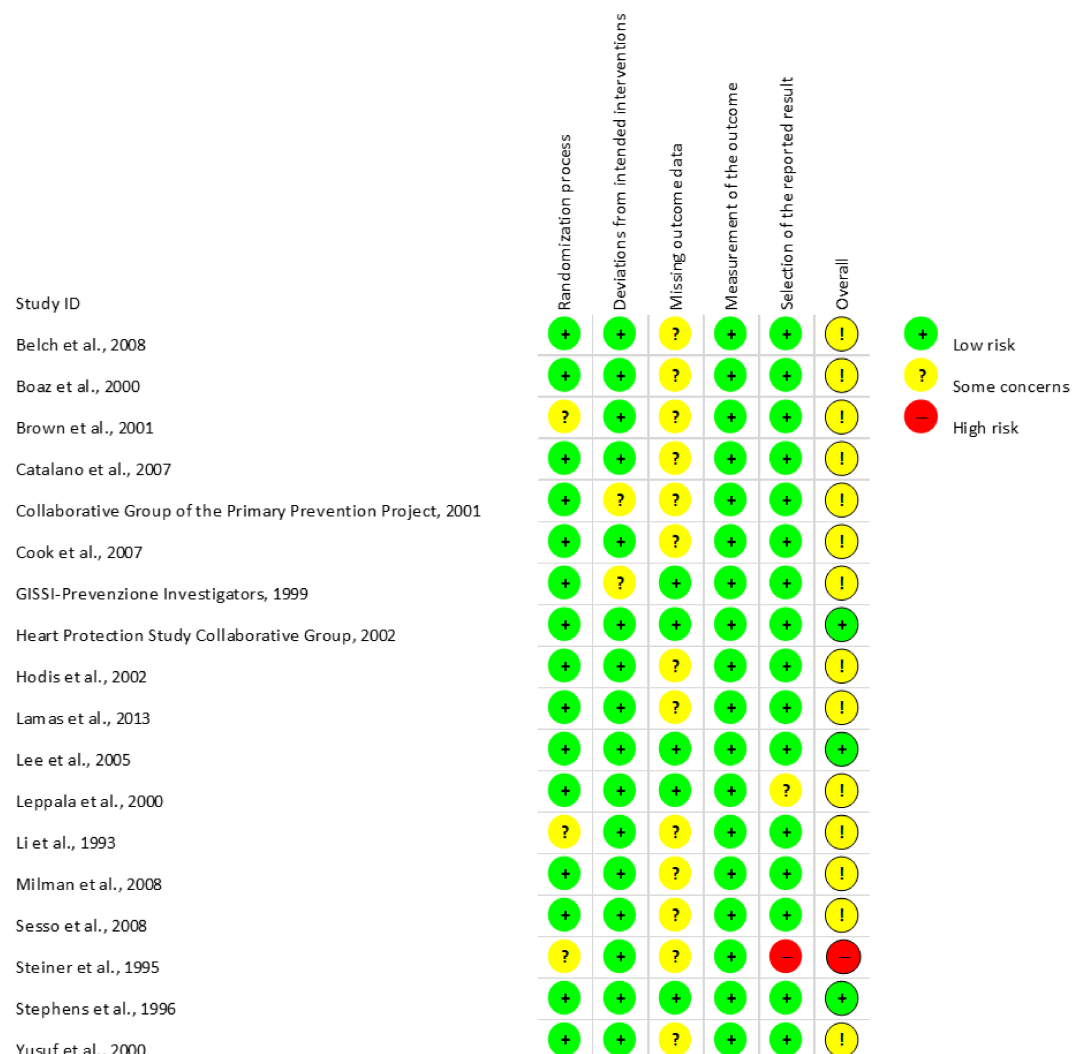 Randomization process
Deviations from intended interventions
Missing outcome data
Measurement of the outcome
Selection of the reported result
Overall
Study ID
Belch et al., 2008 + + ? + + !
Boaz et al., 2000 + + ? + + !
Brown et al., 2001 ? + ? + + !
Catalano et al., 2007 + + ? + + !
Collaborative Group of the Primary Prevention Project, 2001 + ? ? + + !
Cook et al., 2007 + + ? + + !
GISSI-Prevenzione Investigators, 1999 + ? + + + !
Heart Protection Study Collaborative Group, 2002 + + + + + +
Hodis et al., 2002 + + ? + + !
Lamas et al., 2013 + + ? + + !
Lee et al., 2005 + + + + + +
Leppala et al., 2000 + + + + ? !
Li et al., 1993 ? + ? + + !
Milman et al., 2008 + + ? + + !
Sesso et al., 2008 + + ? + + !
Steiner et al., 1995 ? + ? + − −
Stephens et al., 1996 + + + + + +
Yusuf et al., 2000 + + ? + + !
+ Low risk
? Some concerns
− High risk